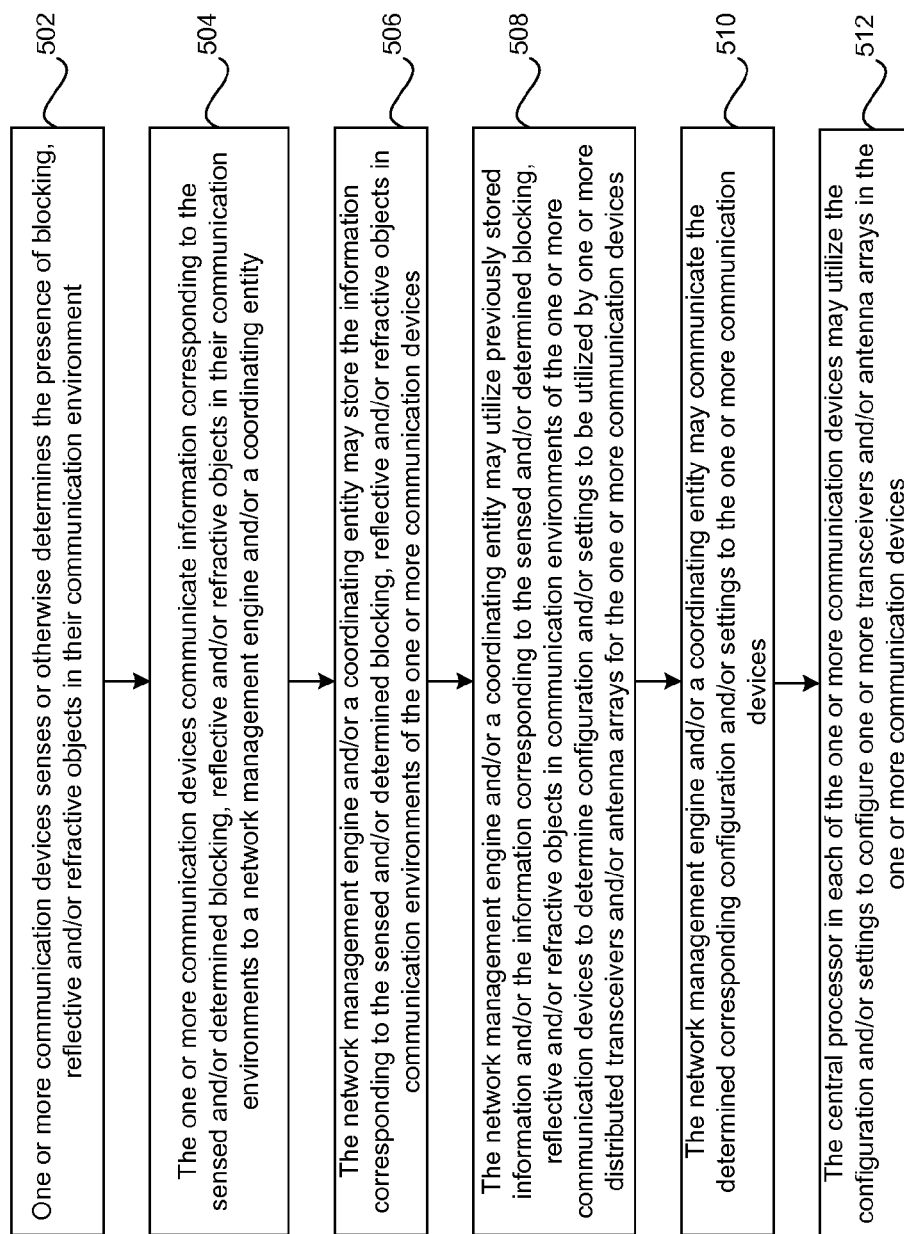 One or more communication devices senses or otherwise determines the presence of blocking,
reflective and/or refractive objects in their communication environment
502
The one or more communication devices communicate information corresponding to the
sensed and/or determined blocking, reflective and/or refractive objects in their communication
environments to a network management engine and/or a coordinating entity
504
The network management engine and/or a coordinating entity may store the information
corresponding to the sensed and/or determined blocking, reflective and/or refractive objects in
communication environments of the one or more communication devices
506
The network management engine and/or a coordinating entity may utilize previously stored
information and/or the information corresponding to the sensed and/or determined blocking,
reflective and/or refractive objects in communication environments of the one or more
communication devices to determine configuration and/or settings to be utilized by one or more
distributed transceivers and/or antenna arrays for the one or more communication devices
508
The network management engine and/or a coordinating entity may communicate the
determined corresponding configuration and/or settings to the one or more communication
devices
510
The central processor in each of the one or more communication devices may utilize the
configuration and/or settings to configure one or more transceivers and/or antenna arrays in the
one or more communication devices
512